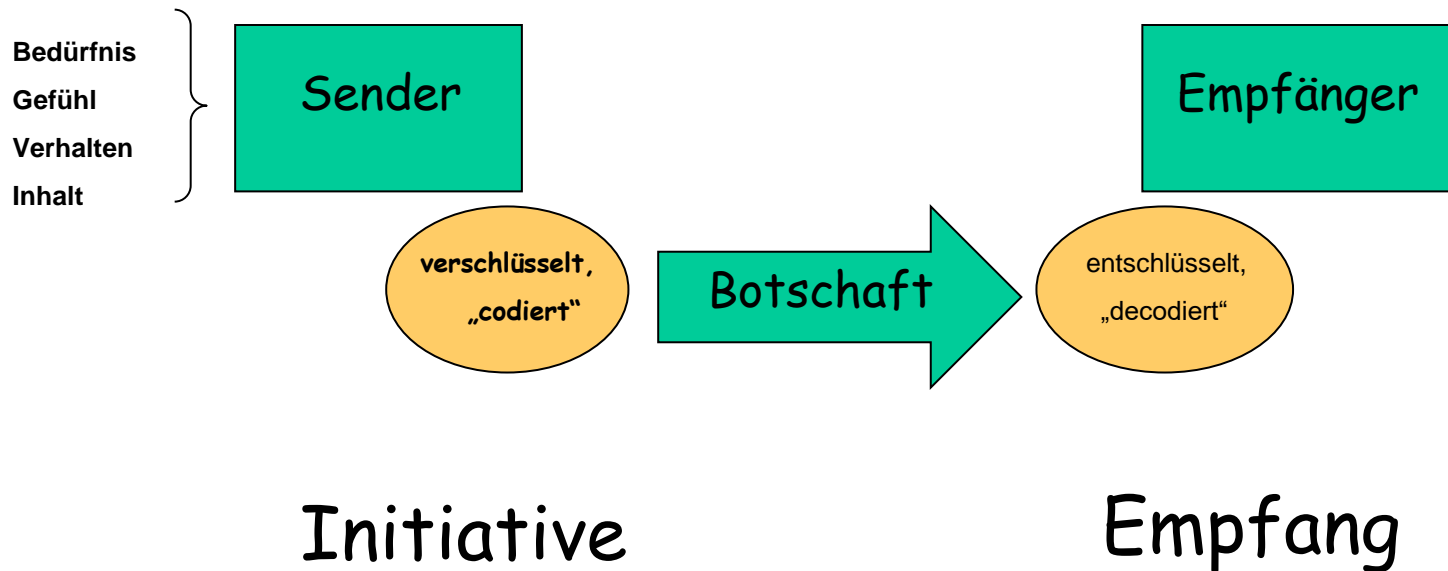 Bedürfnis
Gefühl
Verhalten
Inhalt
Sender
Empfänger
verschlüsselt,
„codiert“
Botschaft
entschlüsselt,
„decodiert“
Initiative
Empfang